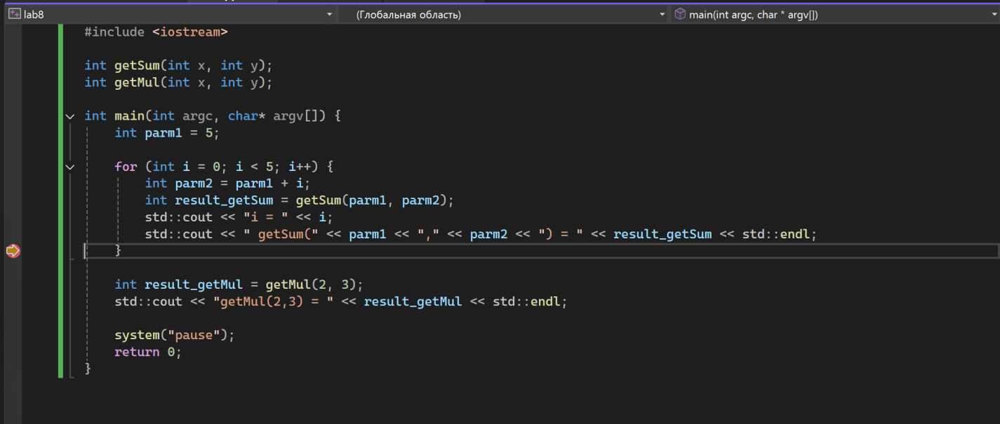 lab8 (Глобальная область) main(int argc, char * argv[])
#include <iostream>
int getSum(int x, int y);
int getMul(int x, int y);
int main(int argc, char* argv[]) {
int parm1 = 5;
for (int i = 0; i < 5; i++) {
int parm2 = parm1 + i;
int result_getSum = getSum(parm1, parm2);
std::cout << "i = " << i;
std::cout << " getSum(" << parm1 << "," << parm2 << ") = " << result_getSum << std::endl;
}
int result_getMul = getMul(2, 3);
std::cout << "getMul(2,3) = " << result_getMul << std::endl;
system("pause");
return 0;
}